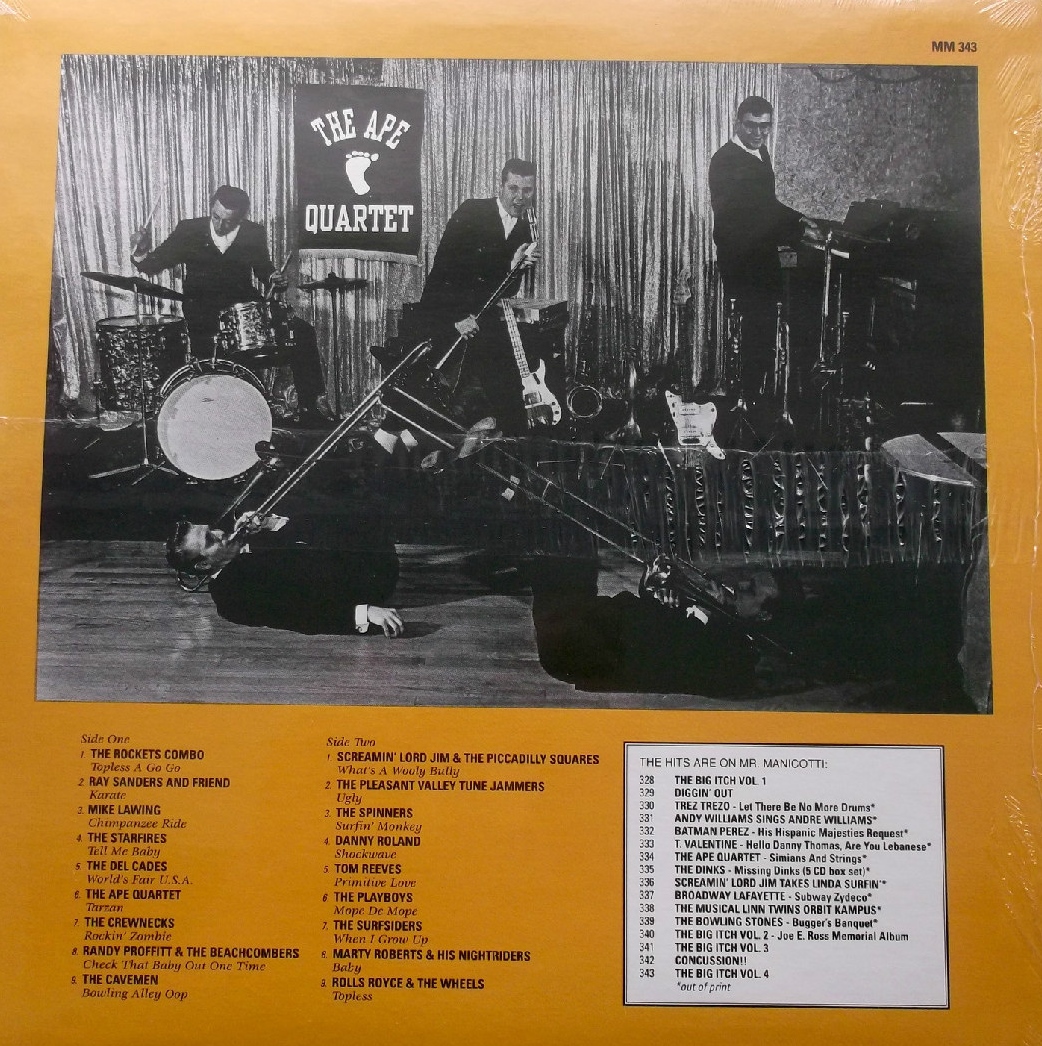 MM 343
THE APE
QUARTET
Side One
1. THE ROCKETS COMBO
Topless A Go Go
2. RAY SANDERS AND FRIEND
Karate
3. MIKE LAWING
Chimpanzee Ride
4. THE STARFIRES
Tell Me Baby
5. THE DEL CADES
World's Fair U.S.A.
6. THE APE QUARTET
Tarzan
7. THE CREWNECKS
Rockin' Zombie
8. RANDY PROFFITT & THE BEACHCOMBERS
Check That Baby Out One Time
9. THE CAVEMEN
Bowling Alley Oop
Side Two
1. SCREAMIN' LORD JIM & THE PICCADILLY SQUARES
What's A Wooly Bully
2. THE PLEASANT VALLEY TUNE JAMMERS
Ugly
3. THE SPINNERS
Surfin' Monkey
4. DANNY ROLAND
Shockwave
5. TOM REEVES
Primitive Love
6. THE PLAYBOYS
Mope De Mope
7. THE SURFSIDERS
When I Grow Up
8. MARTY ROBERTS & HIS NIGHTRIDERS
Baby
9. ROLLS ROYCE & THE WHEELS
Topless
THE HITS ARE ON MR. MANICOTTI:
328 THE BIG ITCH VOL. 1
329 DIGGIN' OUT
330 TREZ TREZO - Let There Be No More Drums*
331 ANDY WILLIAMS SINGS ANDRE WILLIAMS*
332 BATMAN PEREZ - His Hispanic Majesties Request*
333 T. VALENTINE - Hello Danny Thomas, Are You Lebanese*
334 THE APE QUARTET - Simians And Strings*
335 THE DINKS - Missing Dinks (5 CD box set)*
336 SCREAMIN' LORD JIM TAKES LINDA SURFIN'*
337 BROADWAY LAFAYETTE - Subway Zydeco*
338 THE MUSICAL LINN TWINS ORBIT KAMPUS*
339 THE BOWLING STONES - Bugger's Banquet*
340 THE BIG ITCH VOL. 2 - Joe E. Ross Memorial Album
341 THE BIG ITCH VOL. 3
342 CONCUSSION!!
343 THE BIG ITCH VOL. 4
*out of print